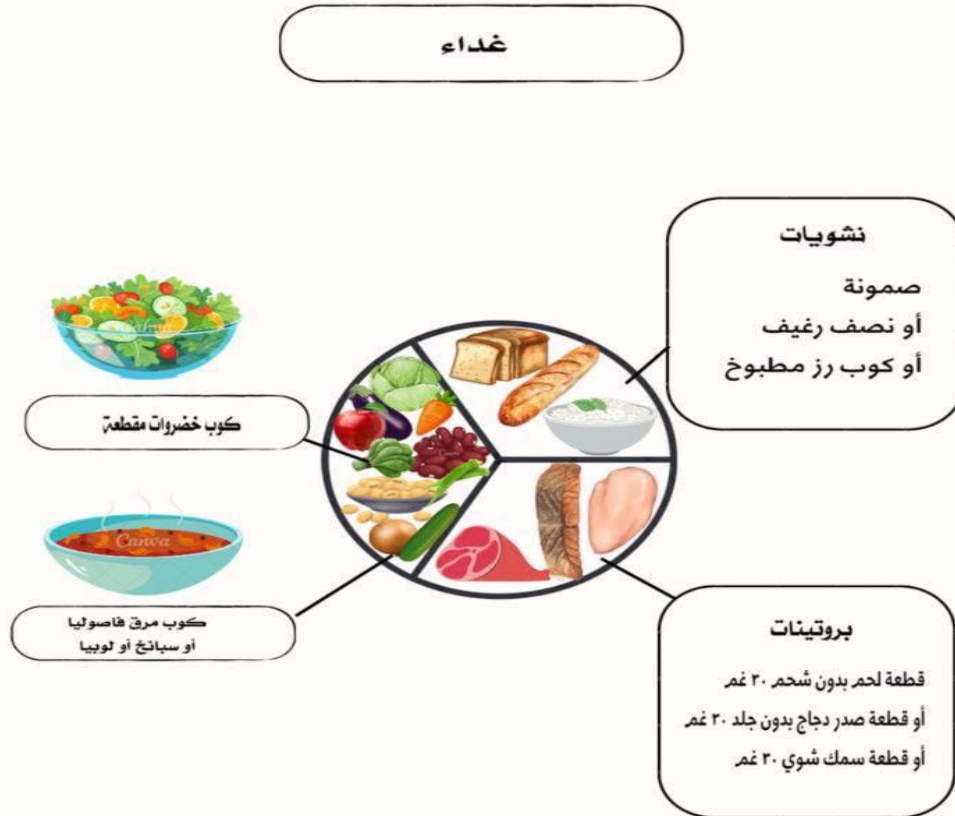 غداء
نشويات
صمونة
أو نصف رغيف
أو كوب رز مطبوخ
كوب خضروات مقطعة
Canva
كوب مرق فاصوليا
أو سبانخ أو لوبيا
بروتينات
قطعة لحم بدون شحم ٣٠ غم
أو قطعة صدر دجاج بدون جلد ٣٠ غم
أو قطعة سمك شوي ٣٠ غم